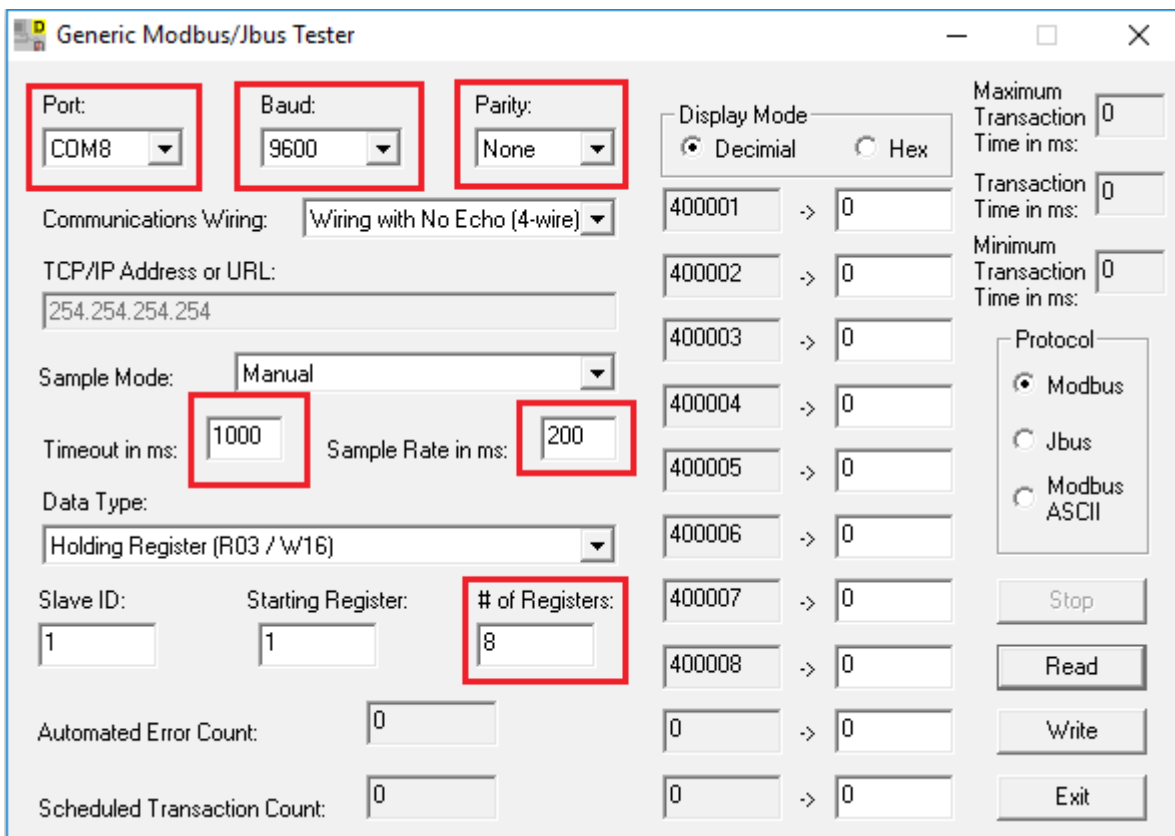 Generic Modbus/Jbus Tester
Port:
COM8
Baud:
9600
Parity:
None
Communications Wiring:
Wiring with No Echo (4-wire)
TCP/IP Address or URL:
254.254.254.254
Sample Mode:
Manual
Timeout in ms:
1000
Sample Rate in ms:
200
Data Type:
Holding Register (R03 / W16)
Slave ID:
1
Starting Register:
1
# of Registers:
8
Automated Error Count:
0
Scheduled Transaction Count:
0
Display Mode
Decimial
Hex
400001 -> 0
400002 -> 0
400003 -> 0
400004 -> 0
400005 -> 0
400006 -> 0
400007 -> 0
400008 -> 0
0 -> 0
0 -> 0
Maximum
Transaction
Time in ms:
0
Transaction
Time in ms:
0
Minimum
Transaction
Time in ms:
0
Protocol
Modbus
Jbus
Modbus
ASCII
Stop
Read
Write
Exit